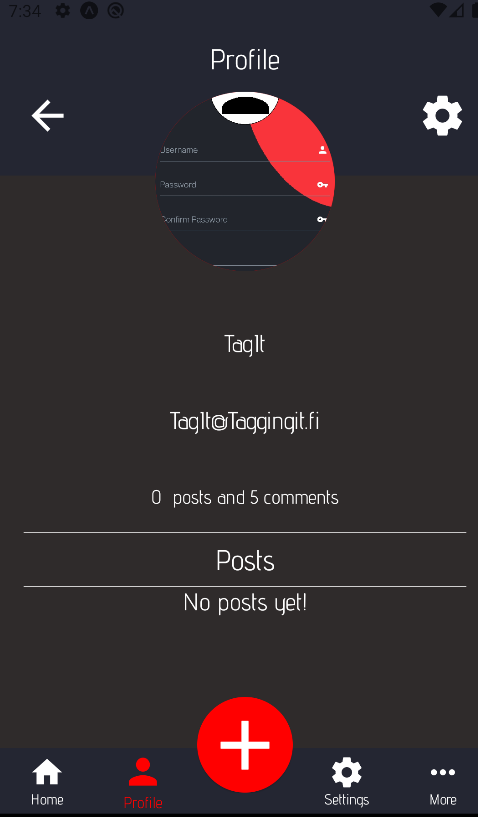 7:34
Profile
Username
Password
Confirm Password
TagIt
TagIt@Taggingit.fi
0 posts and 5 comments
Posts
No posts yet!
Home
Profile
Settings
More